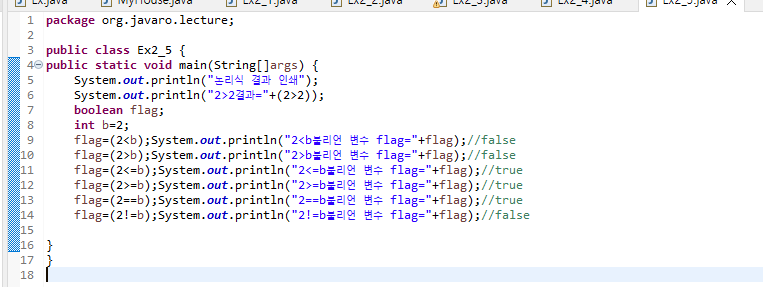 Ex.java MyHouse.java Ex2_1.java Ex2_2.java Ex2_3.java Ex2_4.java Ex2_5.java
1 package org.javaro.lecture;
2
3 public class Ex2_5 {
4 public static void main(String[]args) {
5 System.out.println("논리식 결과 인쇄");
6 System.out.println("2>2결과="+(2>2));
7 boolean flag;
8 int b=2;
9 flag=(2<b);System.out.println("2<b불리언 변수 flag="+flag);//false
10 flag=(2>b);System.out.println("2>b불리언 변수 flag="+flag);//false
11 flag=(2<=b);System.out.println("2<=b불리언 변수 flag="+flag);//true
12 flag=(2>=b);System.out.println("2>=b불리언 변수 flag="+flag);//true
13 flag=(2==b);System.out.println("2==b불리언 변수 flag="+flag);//true
14 flag=(2!=b);System.out.println("2!=b불리언 변수 flag="+flag);//false
15
16 }
17 }
18